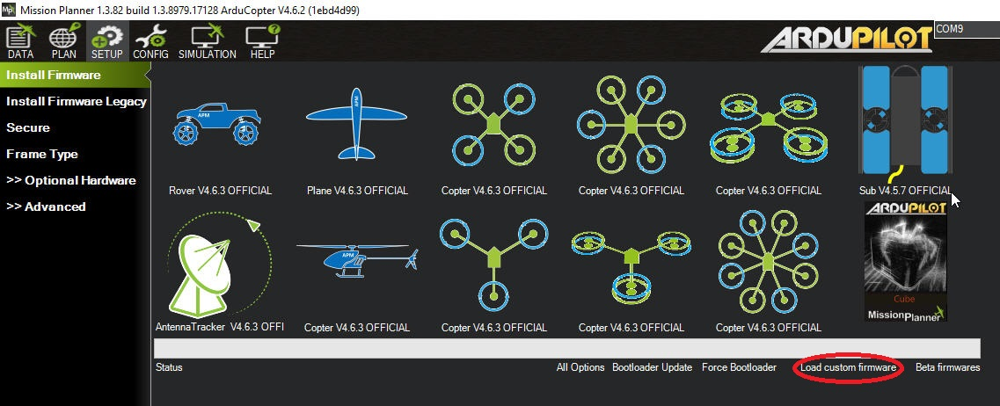 Mission Planner 1.3.82 build 1.3.8979.17128 ArduCopter V4.6.2 (1ebd4d99)
DATA PLAN SETUP CONFIG SIMULATION HELP
ARDUPILOT
COM9
Install Firmware
Install Firmware Legacy
Secure
Frame Type
>> Optional Hardware
>> Advanced
APM
APM
Rover V4.6.3 OFFICIAL
Plane V4.6.3 OFFICIAL
Copter V4.6.3 OFFICIAL
Copter V4.6.3 OFFICIAL
Copter V4.6.3 OFFICIAL
Sub V4.5.7 OFFICIAL
APM
ARDUPILOT
Cube
Mission Planner
AntennaTracker V4.6.3 OFFI
Copter V4.6.3 OFFICIAL
Copter V4.6.3 OFFICIAL
Copter V4.6.3 OFFICIAL
Copter V4.6.3 OFFICIAL
Status
All Options Bootloader Update Force Bootloader Load custom firmware Beta firmwares